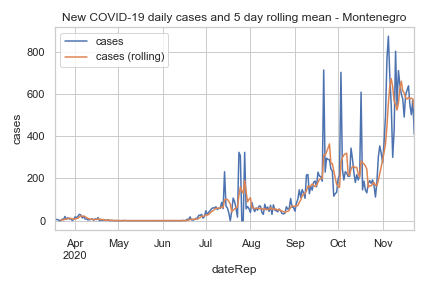 New COVID-19 daily cases and 5 day rolling mean - Montenegro
cases
cases (rolling)
800
600
400
200
0
cases
Apr May Jun Jul Aug Sep Oct Nov
2020
dateRep